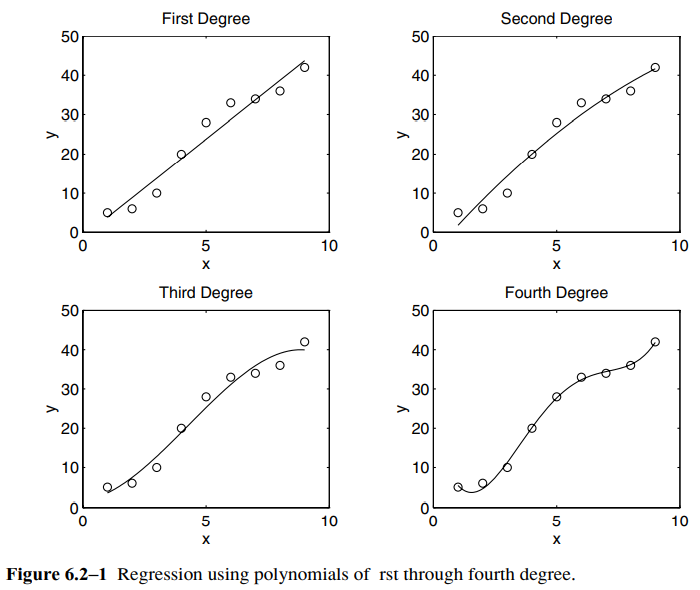 First Degree
50
40
30
20
10
0
y
0 5 10
x
Second Degree
50
40
30
20
10
0
y
0 5 10
x
Third Degree
50
40
30
20
10
0
y
0 5 10
x
Fourth Degree
50
40
30
20
10
0
y
0 5 10
x
Figure 6.2–1 Regression using polynomials of rst through fourth degree.